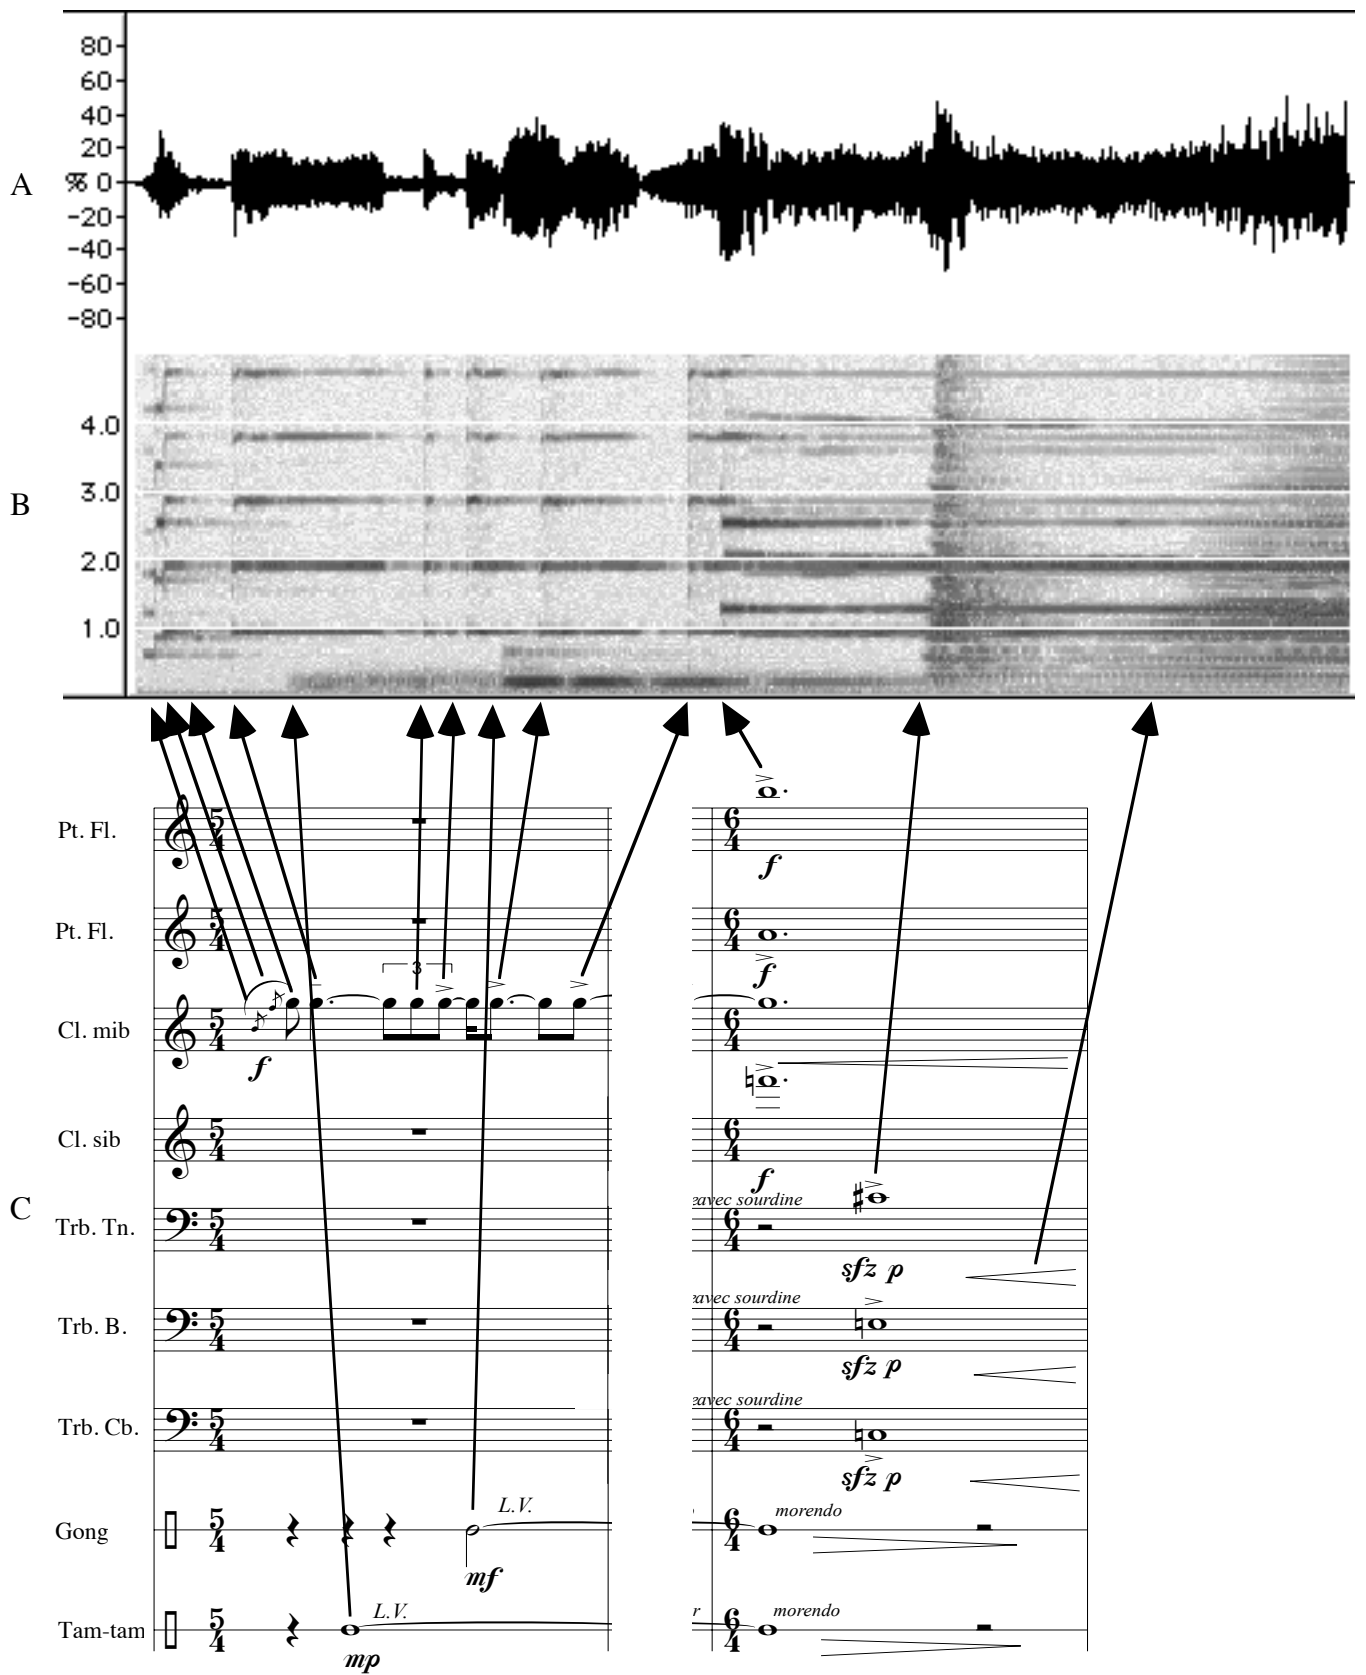 80
60
40
20
A
% 0
-20
-40
-60
-80
4.0
3.0
B
2.0
1.0
Pt. Fl. 5 4 6 4
f
Pt. Fl. 5 4 6 4
f
3
Cl. mib 5 4 6 4
f
Cl. sib 5 4 6 4
f
C
avec sourdine
Trb. Tn. 5 4 6 4
sfz p
avec sourdine
Trb. B. 5 4 6 4
sfz p
avec sourdine
Trb. Cb. 5 4 6 4
sfz p
L.V. morendo
Gong 5 4 6 4
mf
L.V. r morendo
Tam-tam 5 4 6 4
mp